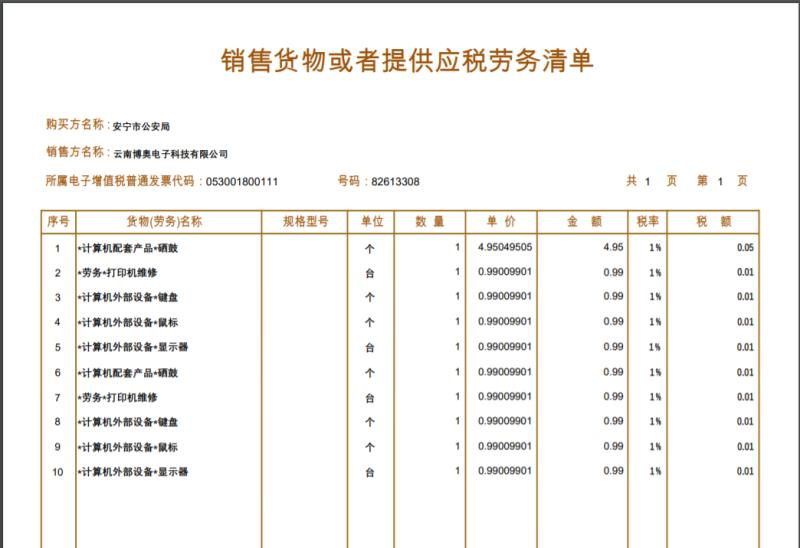 销售货物或者提供应税劳务清单
购买方名称：安宁市公安局
销售方名称：云南博奥电子科技有限公司
所属电子增值税普通发票代码：053001800111 号码：82613308 共 1 页 第 1 页
序号 货物(劳务)名称 规格型号 单位 数 量 单 价 金 额 税率 税 额
1 *计算机配套产品*硒鼓 个 1 4.95049505 4.95 1% 0.05
2 *劳务*打印机维修 台 1 0.99009901 0.99 1% 0.01
3 *计算机外部设备*键盘 个 1 0.99009901 0.99 1% 0.01
4 *计算机外部设备*鼠标 个 1 0.99009901 0.99 1% 0.01
5 *计算机外部设备*显示器 台 1 0.99009901 0.99 1% 0.01
6 *计算机配套产品*硒鼓 个 1 0.99009901 0.99 1% 0.01
7 *劳务*打印机维修 台 1 0.99009901 0.99 1% 0.01
8 *计算机外部设备*键盘 个 1 0.99009901 0.99 1% 0.01
9 *计算机外部设备*鼠标 个 1 0.99009901 0.99 1% 0.01
10 *计算机外部设备*显示器 台 1 0.99009901 0.99 1% 0.01